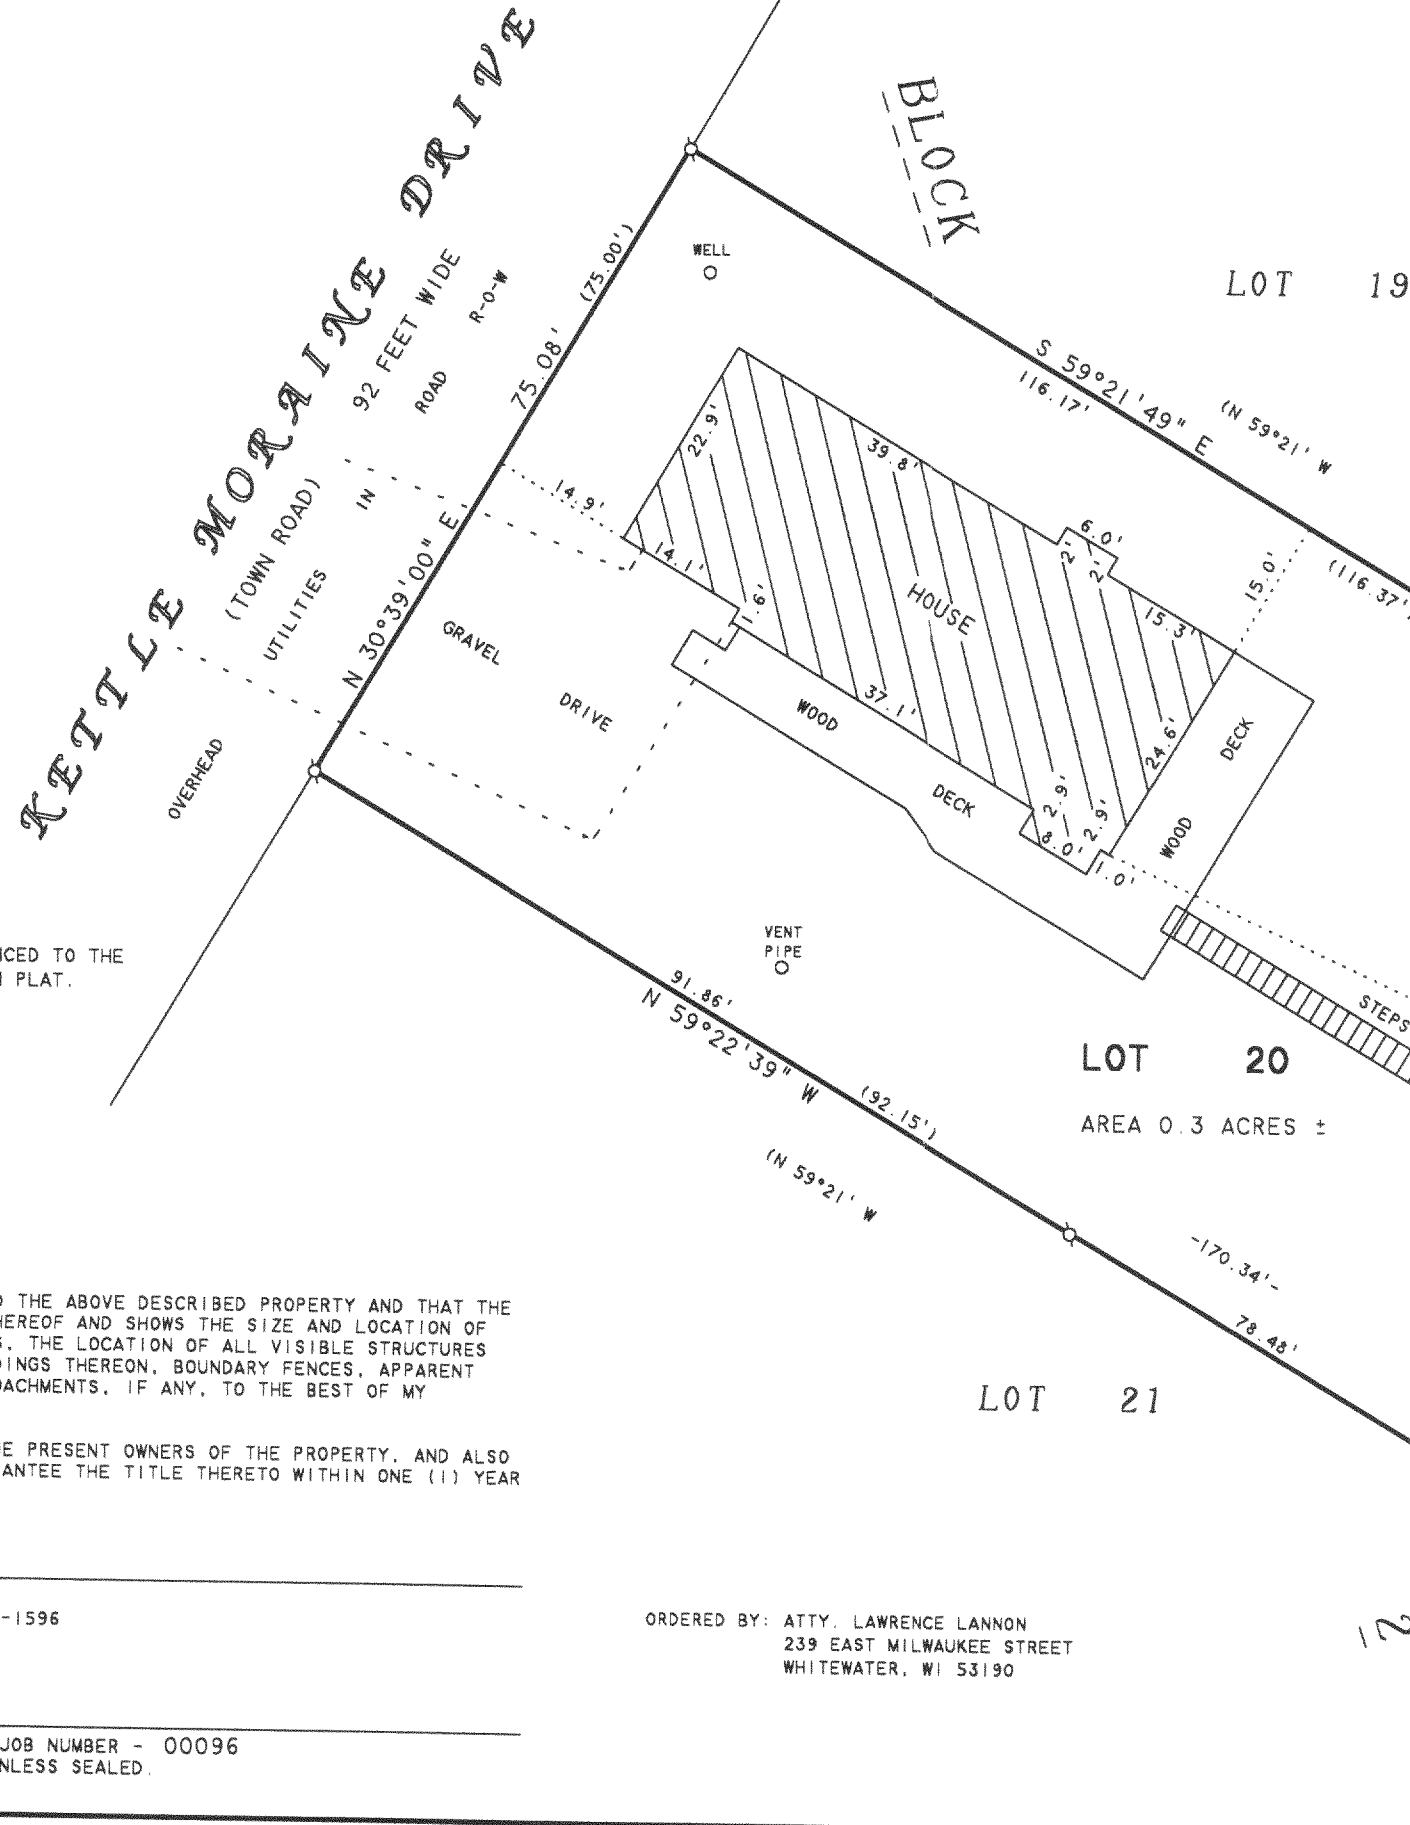 KETTLE MORAINE DRIVE
(TOWN ROAD)
92 FEET WIDE
OVERHEAD UTILITIES IN ROAD R-O-W
BLOCK
LOT 19
WELL
(75.00')
75.08'
N 30°39'00" E
S 59°21'49" E
116.17'
(N 59°21' W
(116.37'
22.9'
39.8'
6.0'
2'
2'
15.3'
15.0'
14.9'
14.1'
1.6'
HOUSE
37.1'
24.6'
2.9'
8.0'
2.9'
1.0'
GRAVEL
DRIVE
WOOD
DECK
WOOD
DECK
STEPS
VENT
PIPE
LOT 20
AREA 0.3 ACRES ±
91.86'
N 59°22'39" W
(92.15')
(N 59°21' W
-170.34'-
78.48'
LOT 21
NCED TO THE
PLAT.
THE ABOVE DESCRIBED PROPERTY AND THAT THE
HEREOF AND SHOWS THE SIZE AND LOCATION OF
S, THE LOCATION OF ALL VISIBLE STRUCTURES
DINGS THEREON, BOUNDARY FENCES, APPARENT
OACHMENTS, IF ANY, TO THE BEST OF MY
E PRESENT OWNERS OF THE PROPERTY, AND ALSO
ANTEE THE TITLE THERETO WITHIN ONE (1) YEAR
-1596
ORDERED BY: ATTY. LAWRENCE LANNON
239 EAST MILWAUKEE STREET
WHITEWATER, WI 53190
JOB NUMBER - 00096
NLESS SEALED.